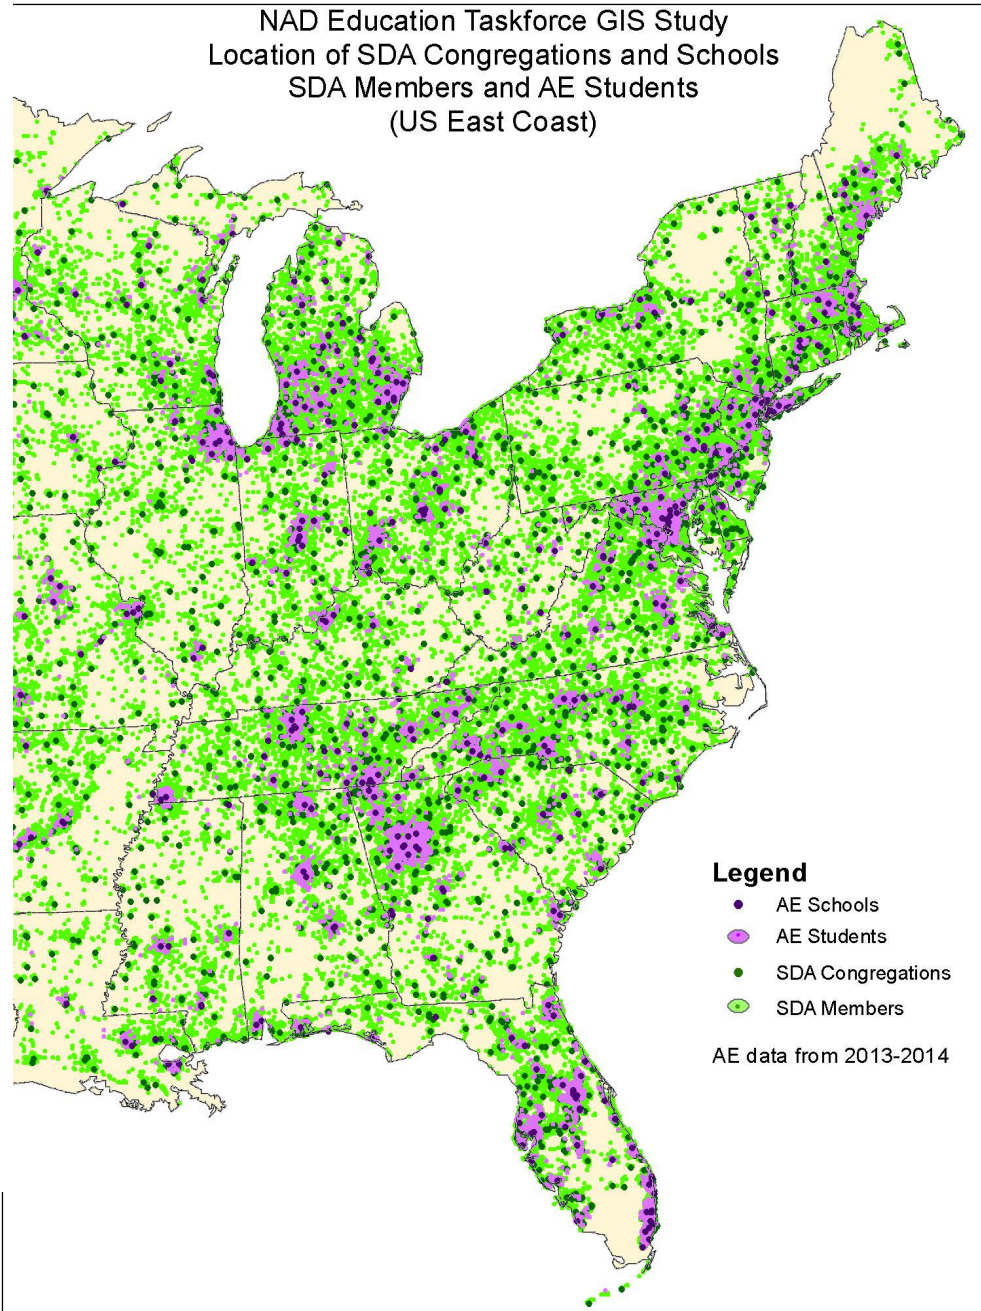 NAD Education Taskforce GIS Study
Location of SDA Congregations and Schools
SDA Members and AE Students
(US East Coast)
Legend
AE Schools
AE Students
SDA Congregations
SDA Members
AE data from 2013-2014